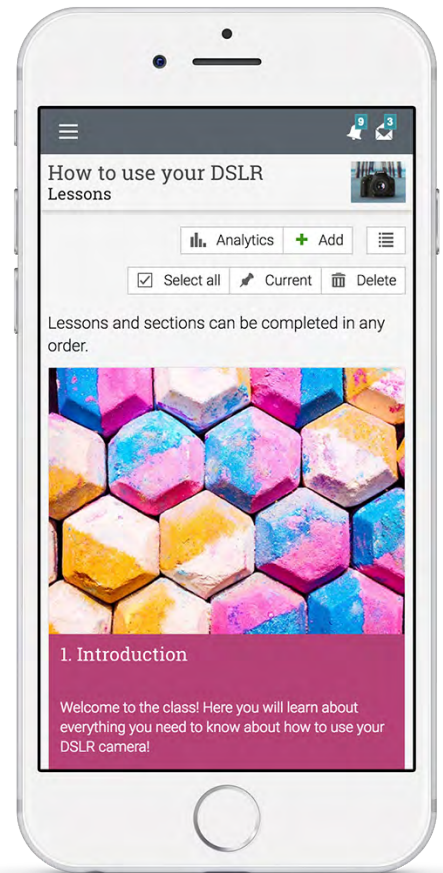 9 3
How to use your DSLR
Lessons
Analytics Add
Select all Current Delete
Lessons and sections can be completed in any
order.
1. Introduction
Welcome to the class! Here you will learn about
everything you need to know about how to use your
DSLR camera!